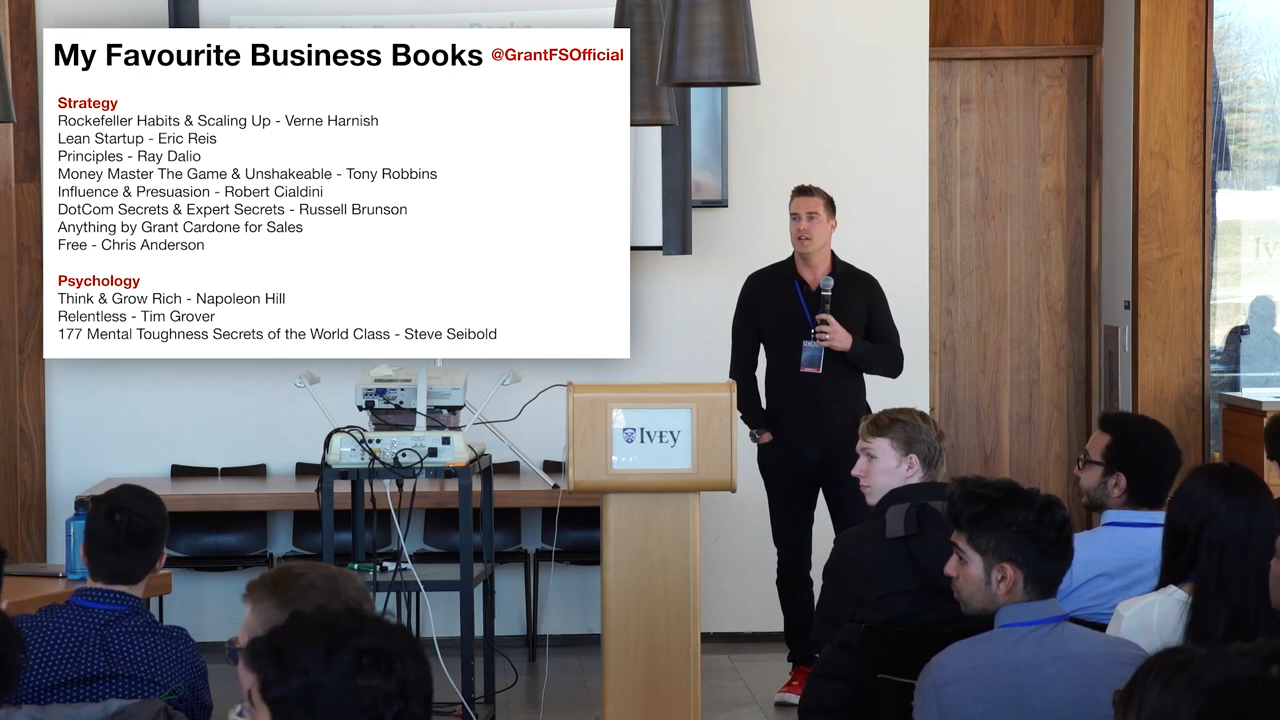 My Favourite Business Books @GrantFSOfficial
Strategy
Rockefeller Habits & Scaling Up - Verne Harnish
Lean Startup - Eric Reis
Principles - Ray Dalio
Money Master The Game & Unshakeable - Tony Robbins
Influence & Presuasion - Robert Cialdini
DotCom Secrets & Expert Secrets - Russell Brunson
Anything by Grant Cardone for Sales
Free - Chris Anderson
Psychology
Think & Grow Rich - Napoleon Hill
Relentless - Tim Grover
177 Mental Toughness Secrets of the World Class - Steve Seibold
IVEY